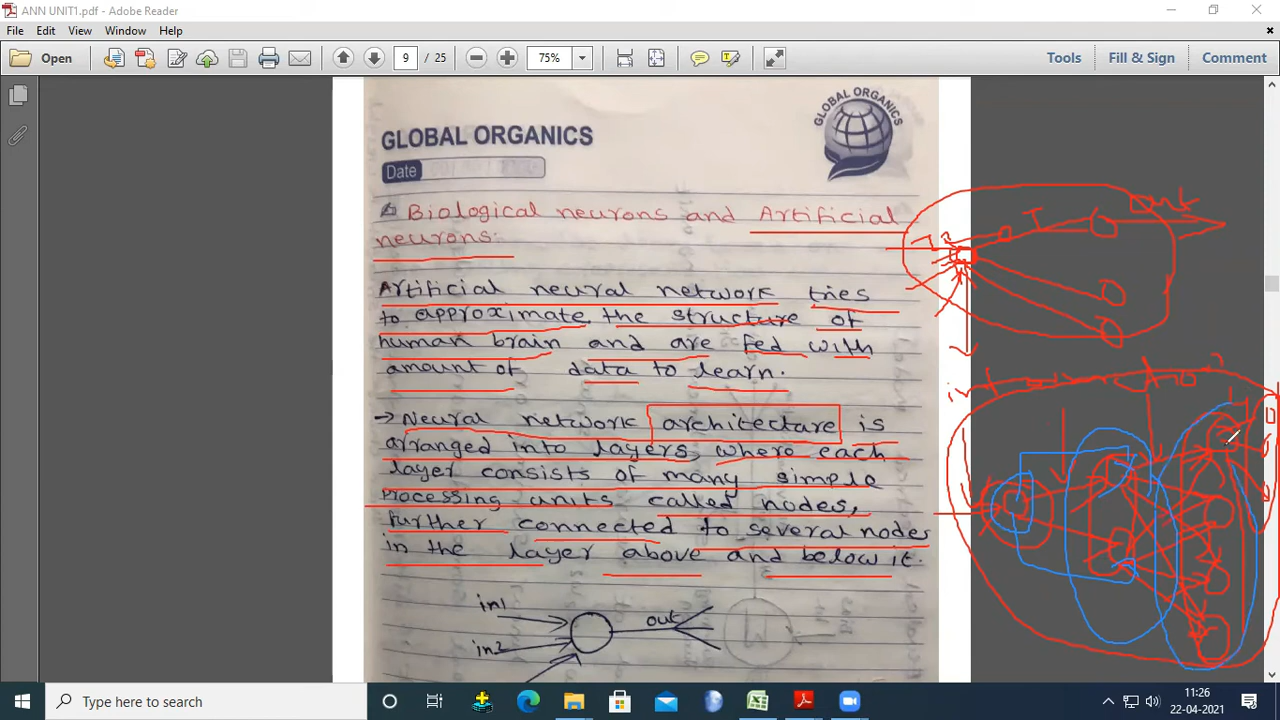 ANN UNIT1.pdf - Adobe Reader
File Edit View Window Help
Open 9 / 25 75% Tools Fill & Sign Comment
GLOBAL ORGANICS
GLOBAL ORGANICS
Date
Biological neurons and Artificial
neurons:
Artificial neural network tries
to approximate the structure of
human brain and are fed with
amount of data to learn.
→ Neural network architecture is
arranged into layers, where each
layer consists of many simple
processing units called nodes,
further connected to several nodes
in the layer above and below it.
in1
out
in2
out
Type here to search
11:26
22-04-2021